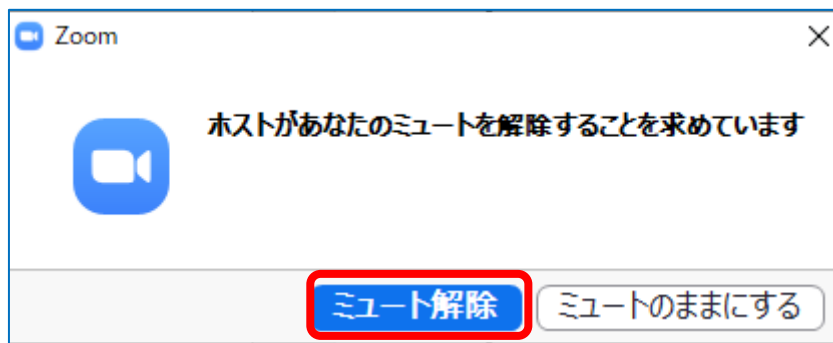 Zoom
ホストがあなたのミュートを解除することを求めています
ミュート解除
ミュートのままにする